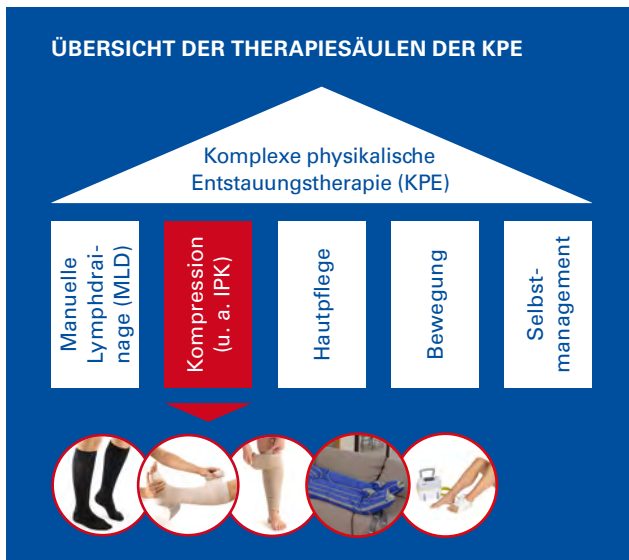 ÜBERSICHT DER THERAPIESÄULEN DER KPE
Komplexe physikalische
Entstauungstherapie (KPE)
Manuelle
Lymphdrai-
nage (MLD)
Kompression
(u. a. IPK)
Hautpflege
Bewegung
Selbst-
management